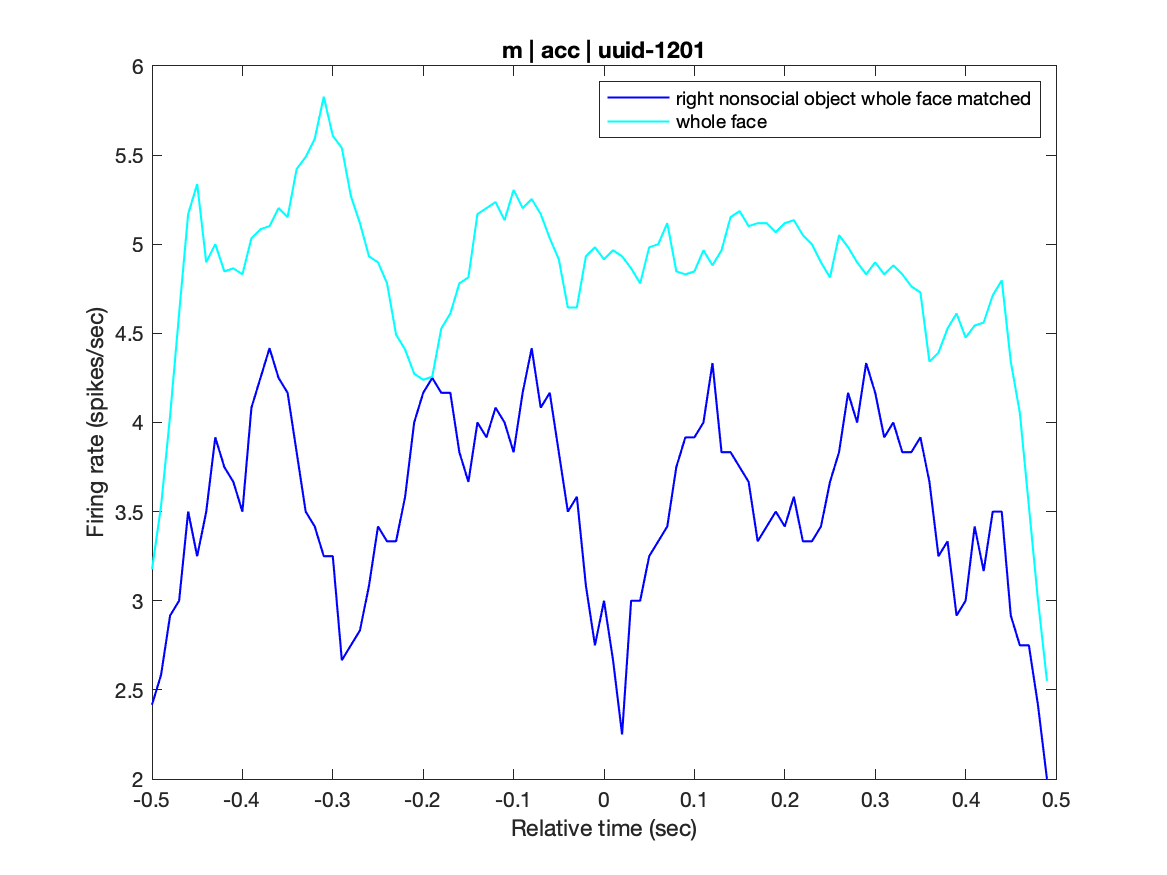 m | acc | uuid-1201
6
5.5
5
4.5
4
3.5
3
2.5
2
Firing rate (spikes/sec)
right nonsocial object whole face matched
whole face
-0.5 -0.4 -0.3 -0.2 -0.1 0 0.1 0.2 0.3 0.4 0.5
Relative time (sec)